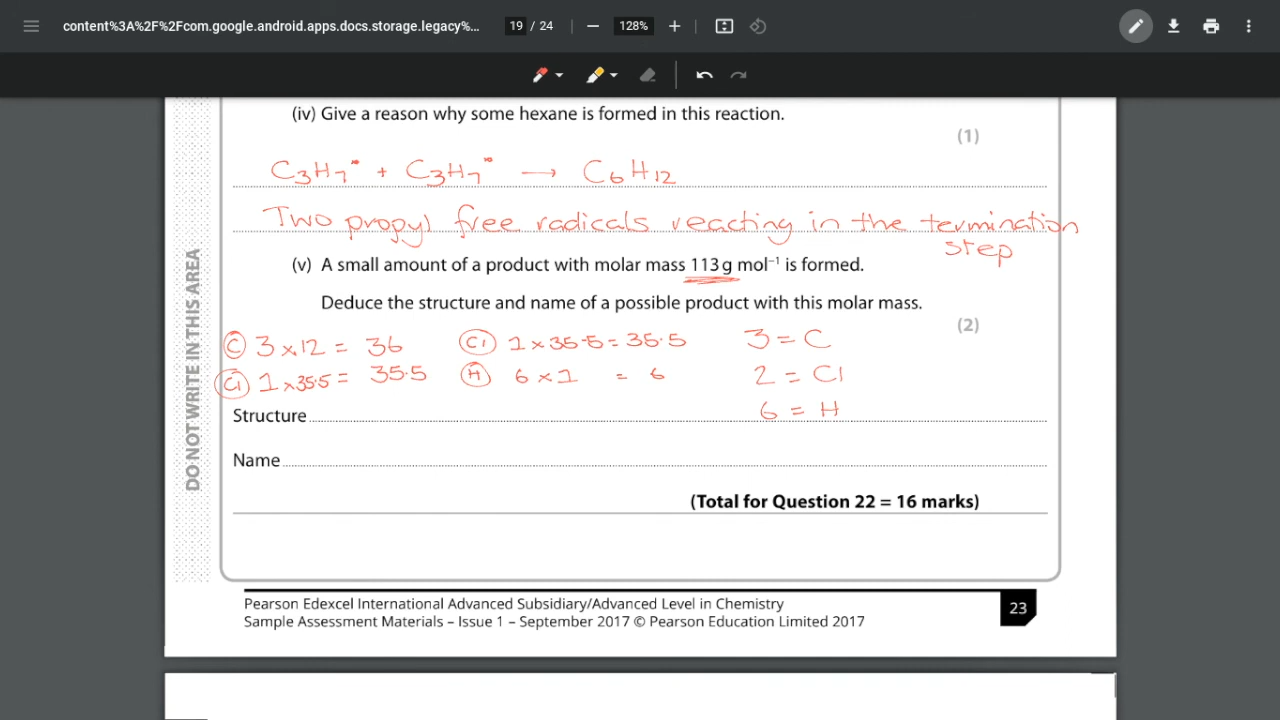 content%3A%2F%2Fcom.google.android.apps.docs.storage.legacy%... 19 / 24 128%
(iv) Give a reason why some hexane is formed in this reaction.
(1)
C₃H₇• + C₃H₇• → C₆H₁₂
Two propyl free radicals reacting in the termination
step
(v) A small amount of a product with molar mass 113 g mol⁻¹ is formed.
Deduce the structure and name of a possible product with this molar mass.
(2)
C 3 × 12 = 36 Cl 1 × 35.5 = 35.5 3 = C
Cl 1 × 35.5 = 35.5 H 6 × 1 = 6 2 = Cl
6 = H
Structure
Name
(Total for Question 22 = 16 marks)
DO NOT WRITE IN THIS AREA
Pearson Edexcel International Advanced Subsidiary/Advanced Level in Chemistry
Sample Assessment Materials – Issue 1 – September 2017 © Pearson Education Limited 2017
23